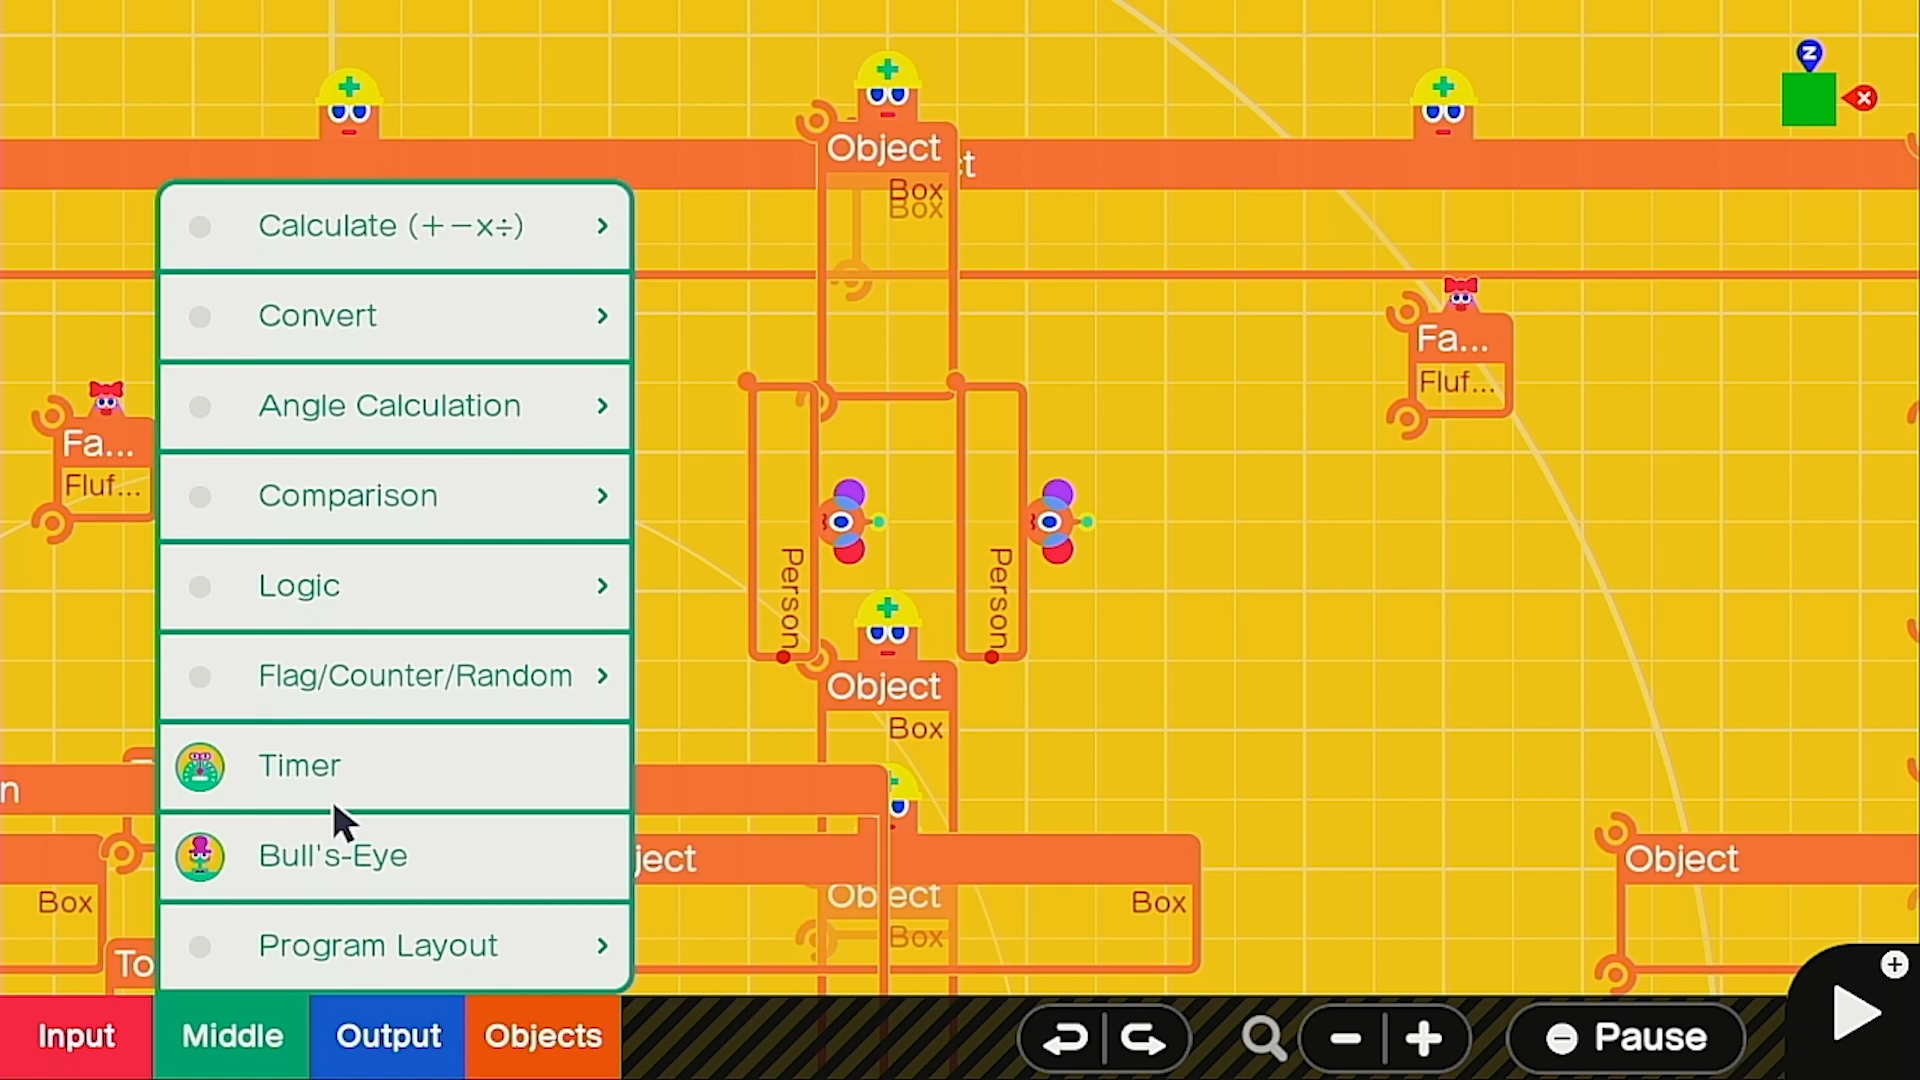 Z
X
Object
ct
Box
Box
Calculate (+−x÷)
Convert
Angle Calculation
Comparison
Logic
Flag/Counter/Random
Timer
Bull's-Eye
Program Layout
Fa...
Fluf...
Fa...
Fluf...
Person
Person
Object
Box
n
ject
Object
Box
Box
Box
Object
To
Input
Middle
Output
Objects
Pause